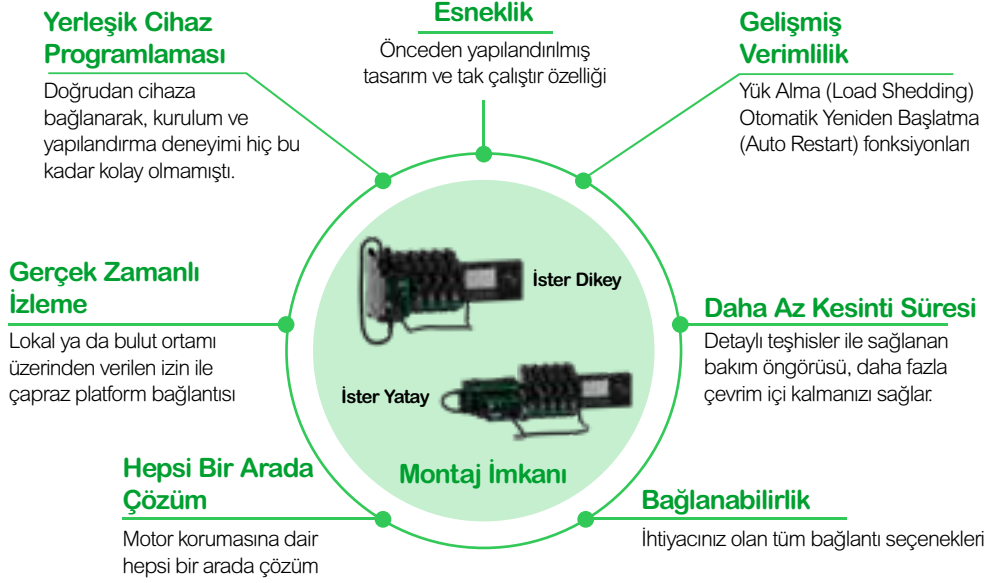 Yerleşik Cihaz
Programlaması
Doğrudan cihaza
bağlanarak, kurulum ve
yapılandırma deneyimi hiç bu
kadar kolay olmamıştı.
Esneklik
Önceden yapılandırılmış
tasarım ve tak çalıştır özelliği
Gelişmiş
Verimlilik
Yük Alma (Load Shedding)
Otomatik Yeniden Başlatma
(Auto Restart) fonksiyonları
Gerçek Zamanlı
İzleme
Lokal ya da bulut ortamı
üzerinden verilen izin ile
çapraz platform bağlantısı
İster Dikey
İster Yatay
Montaj İmkanı
Daha Az Kesinti Süresi
Detaylı teşhisler ile sağlanan
bakım öngörüsü, daha fazla
çevrim içi kalmanızı sağlar.
Hepsi Bir Arada
Çözüm
Motor korumasına dair
hepsi bir arada çözüm
Bağlanabilirlik
İhtiyacınız olan tüm bağlantı seçenekleri